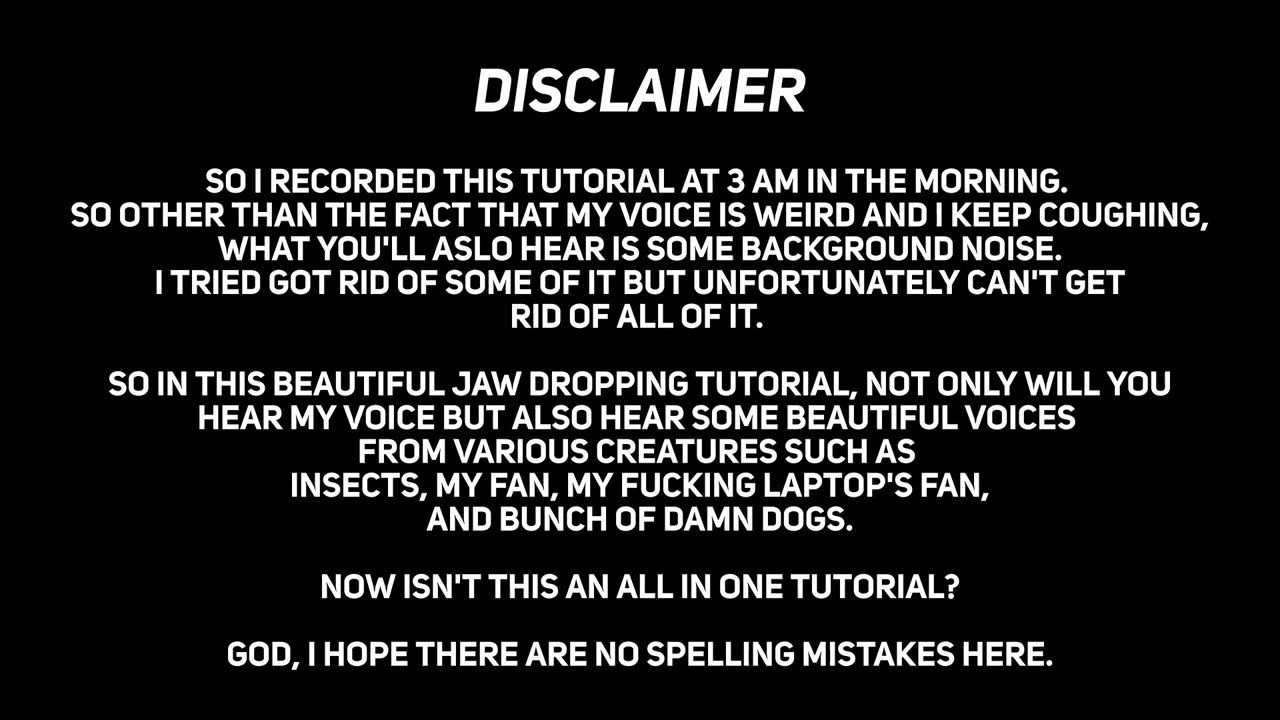 DISCLAIMER
SO I RECORDED THIS TUTORIAL AT 3 AM IN THE MORNING.
SO OTHER THAN THE FACT THAT MY VOICE IS WEIRD AND I KEEP COUGHING,
WHAT YOU'LL ASLO HEAR IS SOME BACKGROUND NOISE.
I TRIED GOT RID OF SOME OF IT BUT UNFORTUNATELY CAN'T GET
RID OF ALL OF IT.
SO IN THIS BEAUTIFUL JAW DROPPING TUTORIAL, NOT ONLY WILL YOU
HEAR MY VOICE BUT ALSO HEAR SOME BEAUTIFUL VOICES
FROM VARIOUS CREATURES SUCH AS
INSECTS, MY FAN, MY FUCKING LAPTOP'S FAN,
AND BUNCH OF DAMN DOGS.
NOW ISN'T THIS AN ALL IN ONE TUTORIAL?
GOD, I HOPE THERE ARE NO SPELLING MISTAKES HERE.